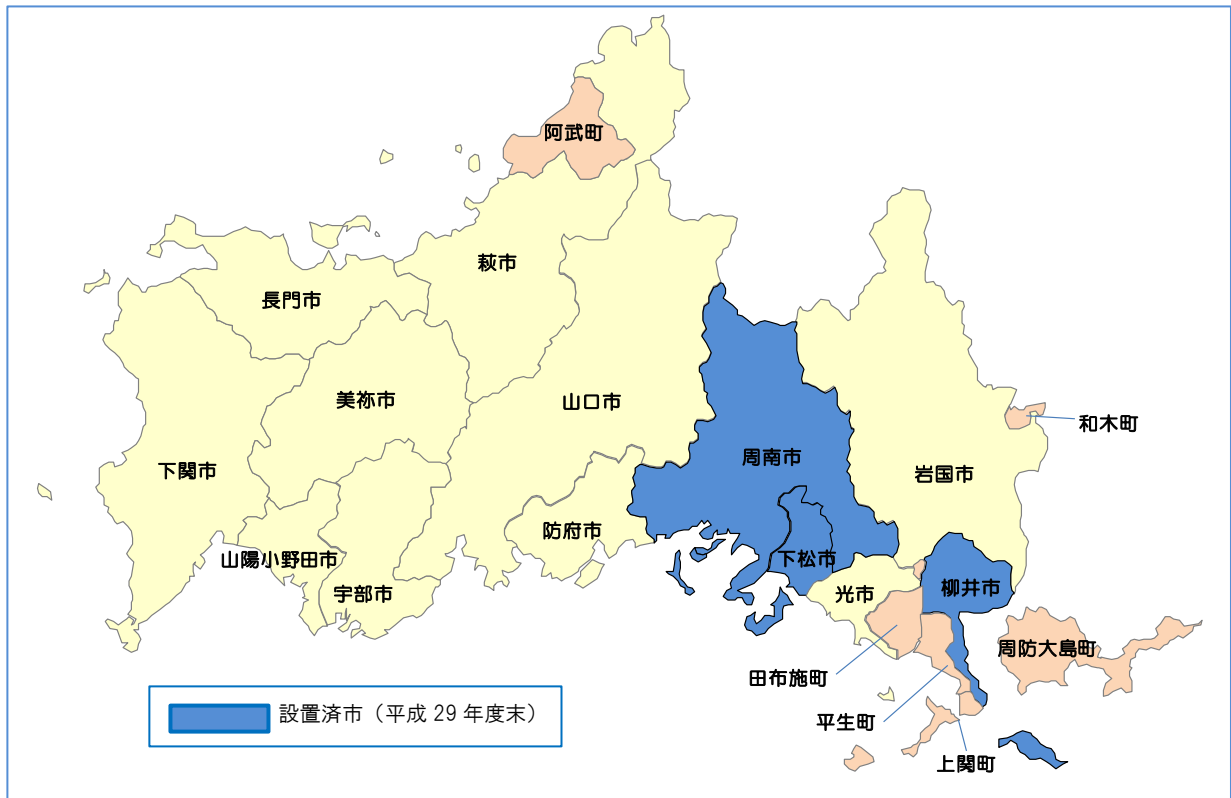 阿武町
萩市
長門市
美祢市
山口市
和木町
周南市
下関市
岩国市
防府市
山陽小野田市
下松市
宇部市
光市
柳井市
周防大島町
田布施町
平生町
上関町
設置済市（平成 29 年度末）